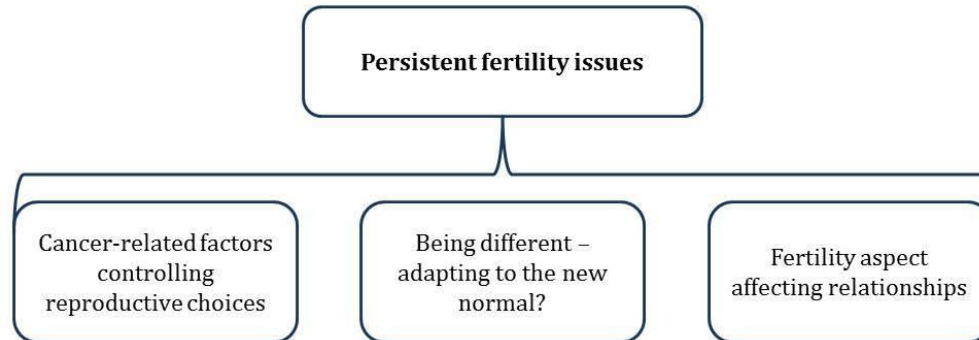 Persistent fertility issues
Cancer-related factors
controlling
reproductive choices
Being different –
adapting to the new
normal?
Fertility aspect
affecting relationships